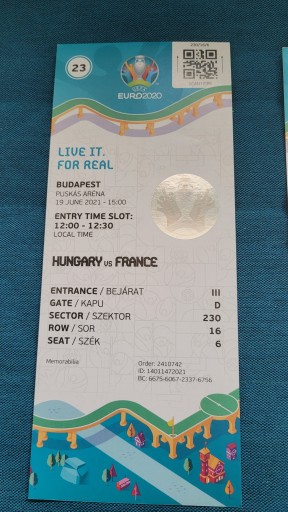 23
UEFA
EURO2020
LIVE IT.
FOR REAL
BUDAPEST
PUSKÁS ARÉNA
19 JUNE 2021 - 15:00
ENTRY TIME SLOT:
12:00 - 12:30
LOCAL TIME
HUNGARY VS FRANCE
ENTRANCE / BEJÁRAT III
GATE / KAPU D
SECTOR / SZEKTOR 230
ROW / SOR 16
SEAT / SZÉK 6
Memorabilia
Order: 2410742
ID: 14011472021
BC: 6675-6067-2337-6756